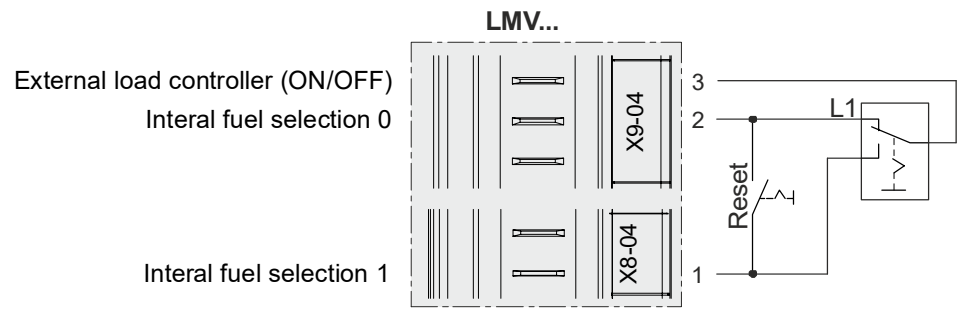 LMV...
External load controller (ON/OFF)
3
Interal fuel selection 0
2
X9-04
L1
Reset
X8-04
Interal fuel selection 1
1